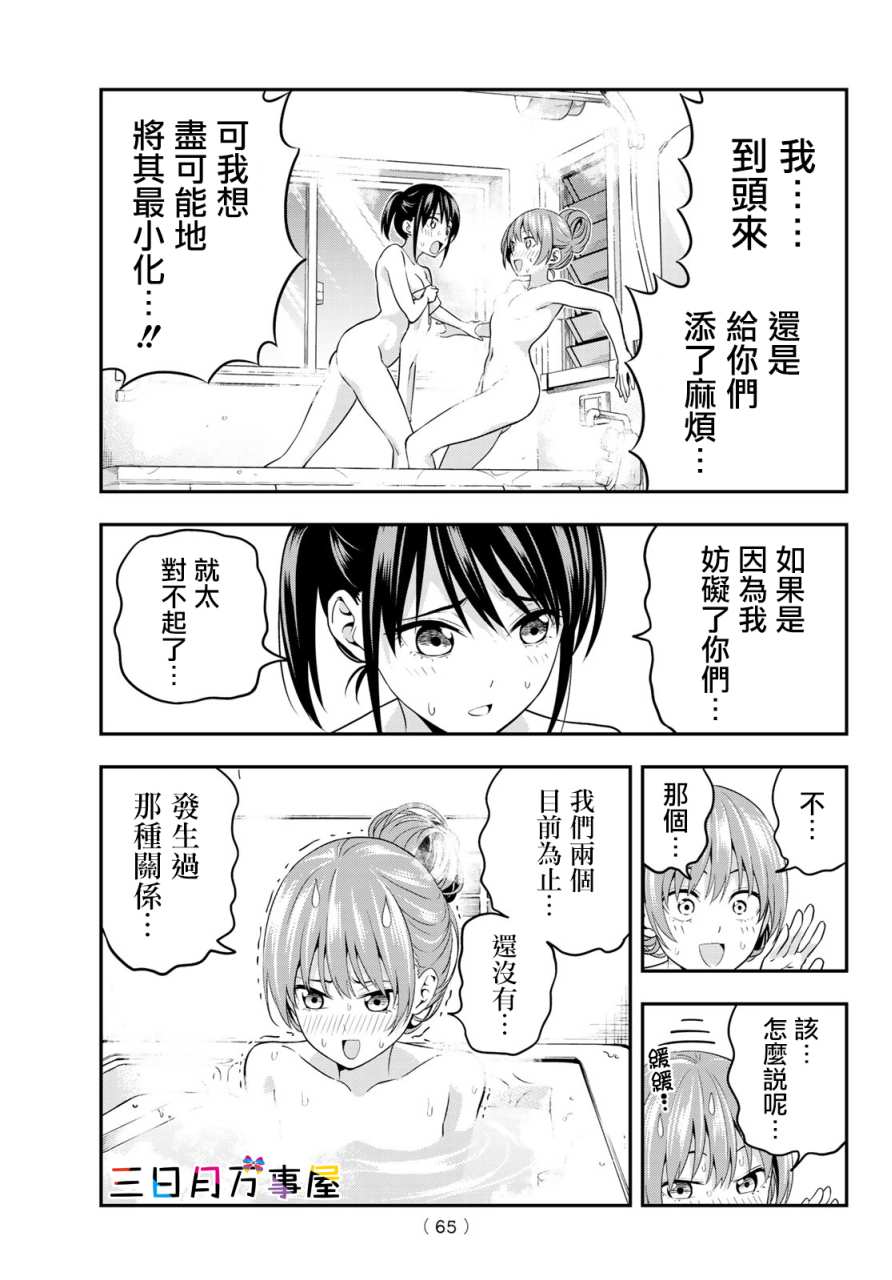 我……
到頭來
還是
給你們
添了麻煩…
可我想
盡可能地
將其最小化…!!
如果是
因為我
妨礙了你們…
就太
對不起了…
不…
那個…
該…
怎麼說呢…
緩緩…
我們兩個
目前為止…
還沒有…
發生過
那種關係…
三日月万事屋
(65)